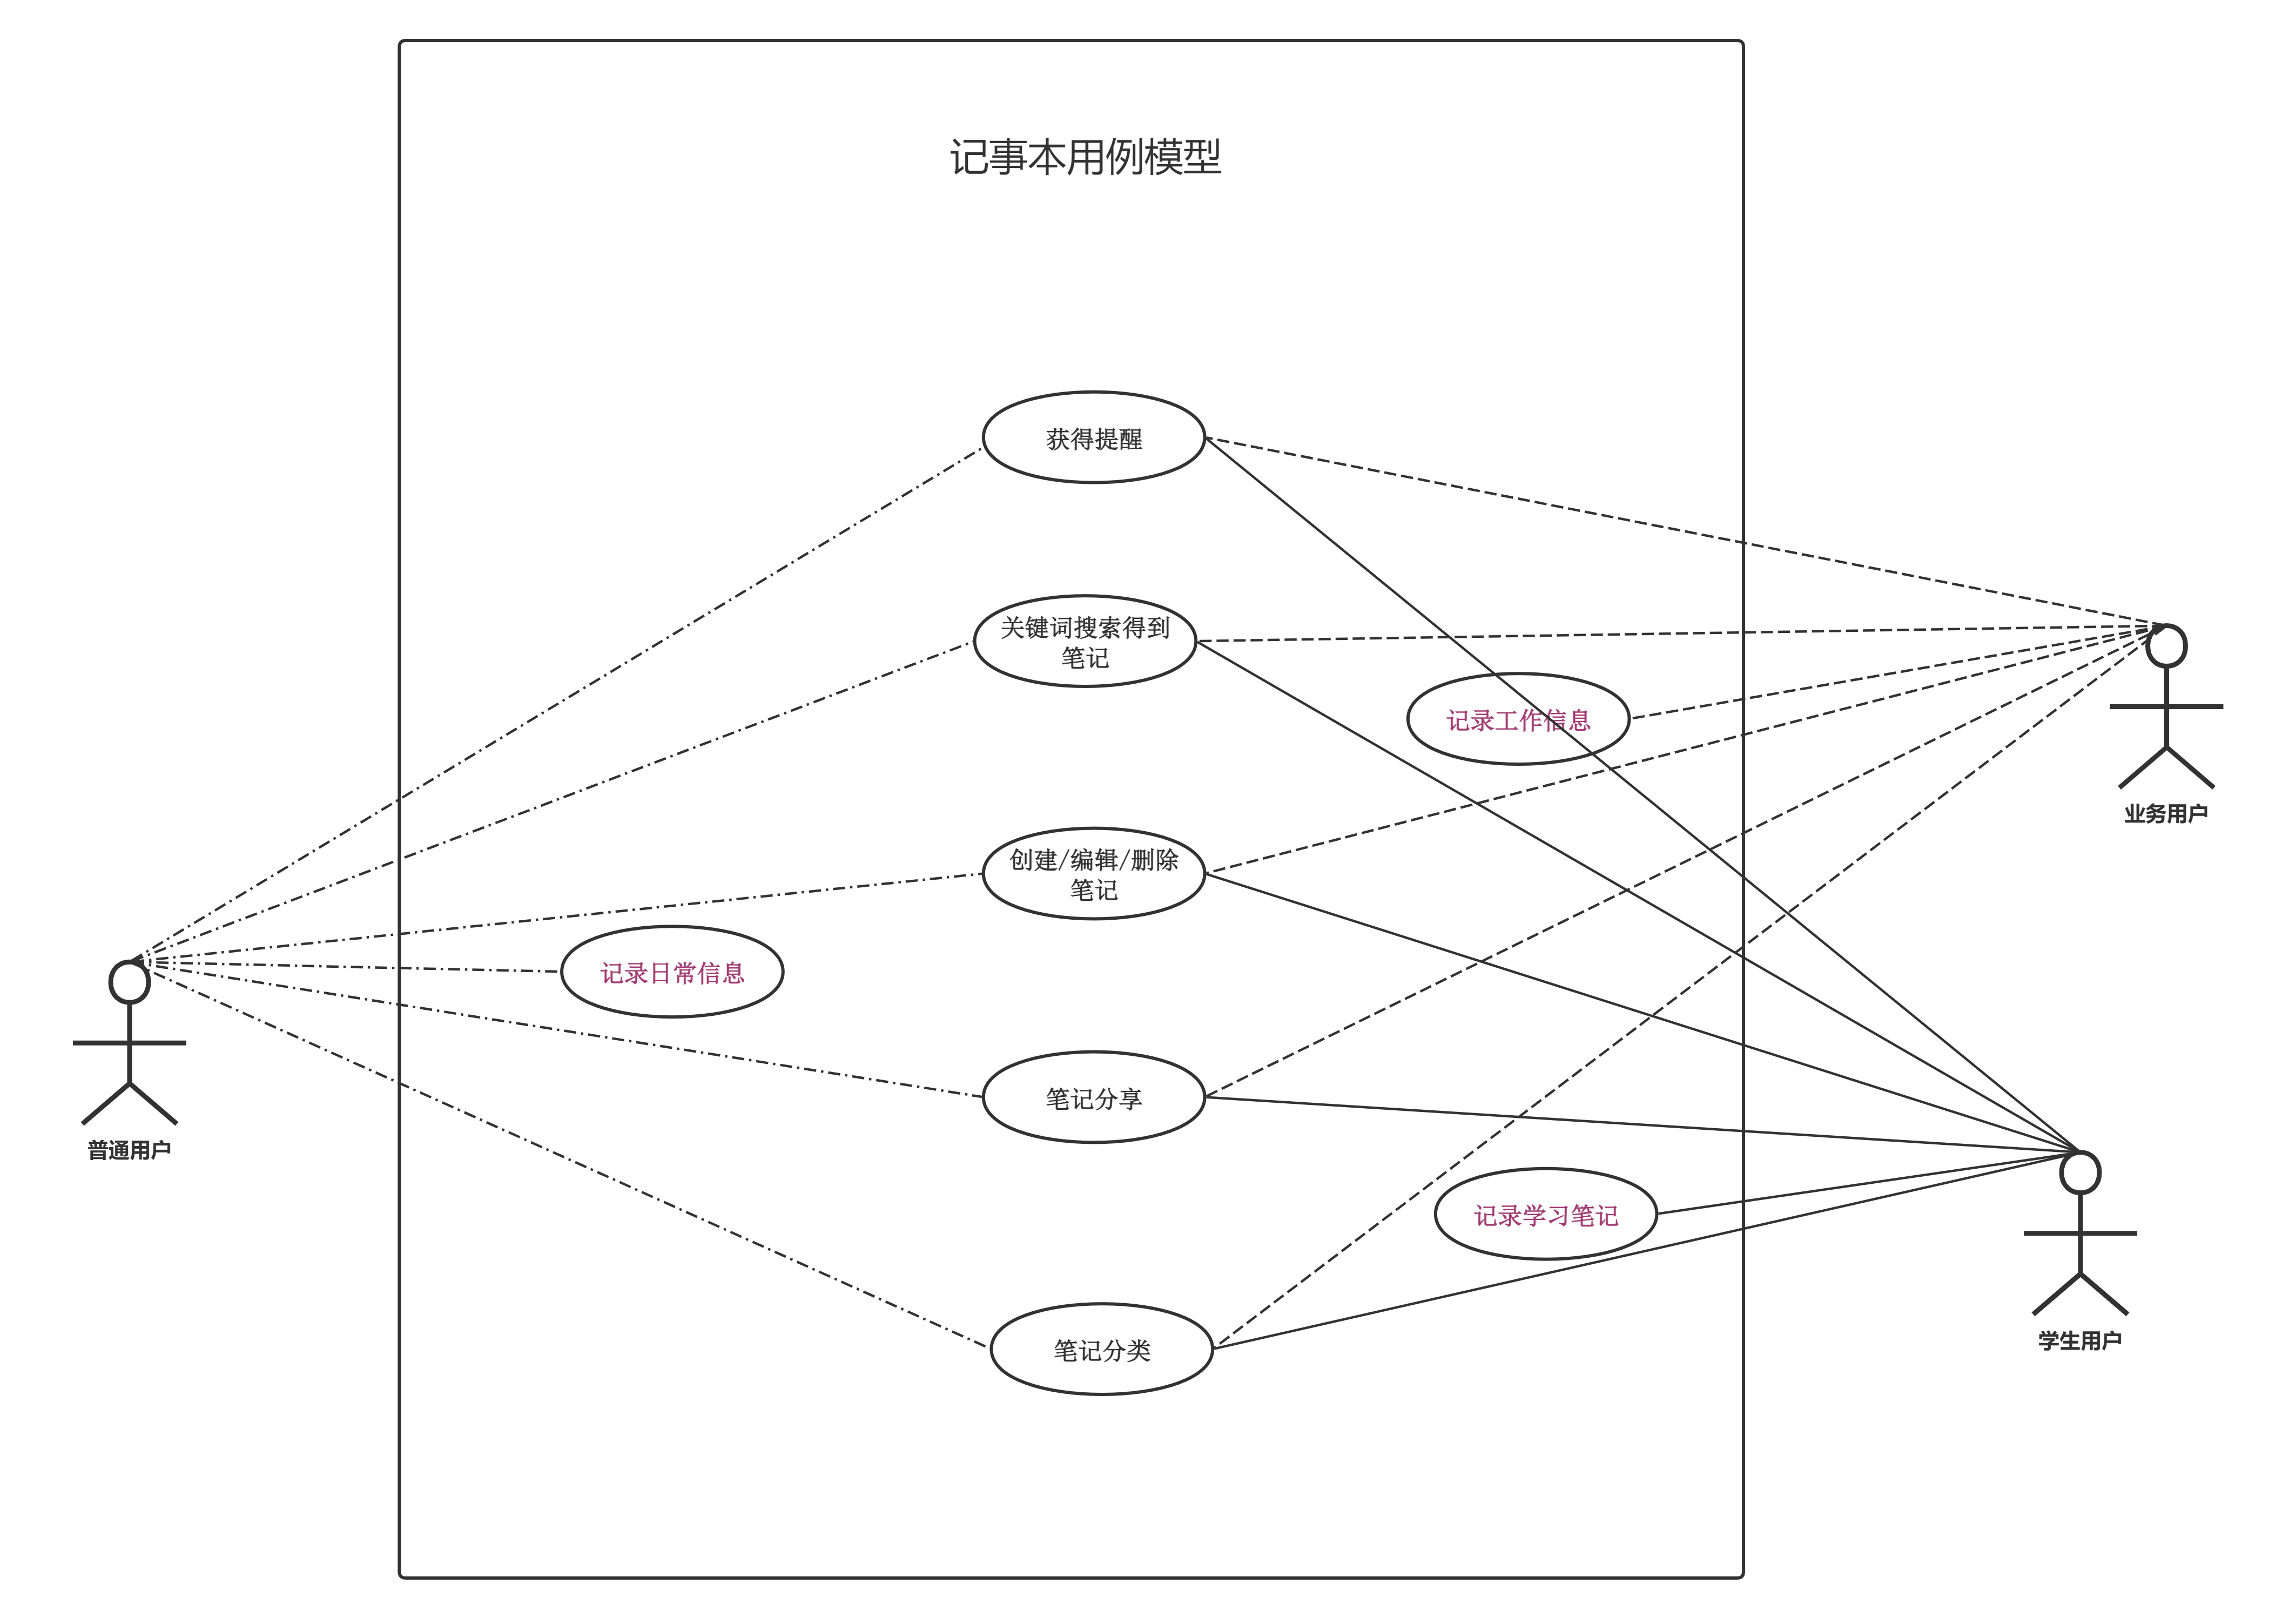 记事本用例模型
获得提醒
关键词搜索得到
笔记
记录工作信息
业务用户
创建/编辑/删除
笔记
记录日常信息
普通用户
笔记分享
记录学习笔记
学生用户
笔记分类